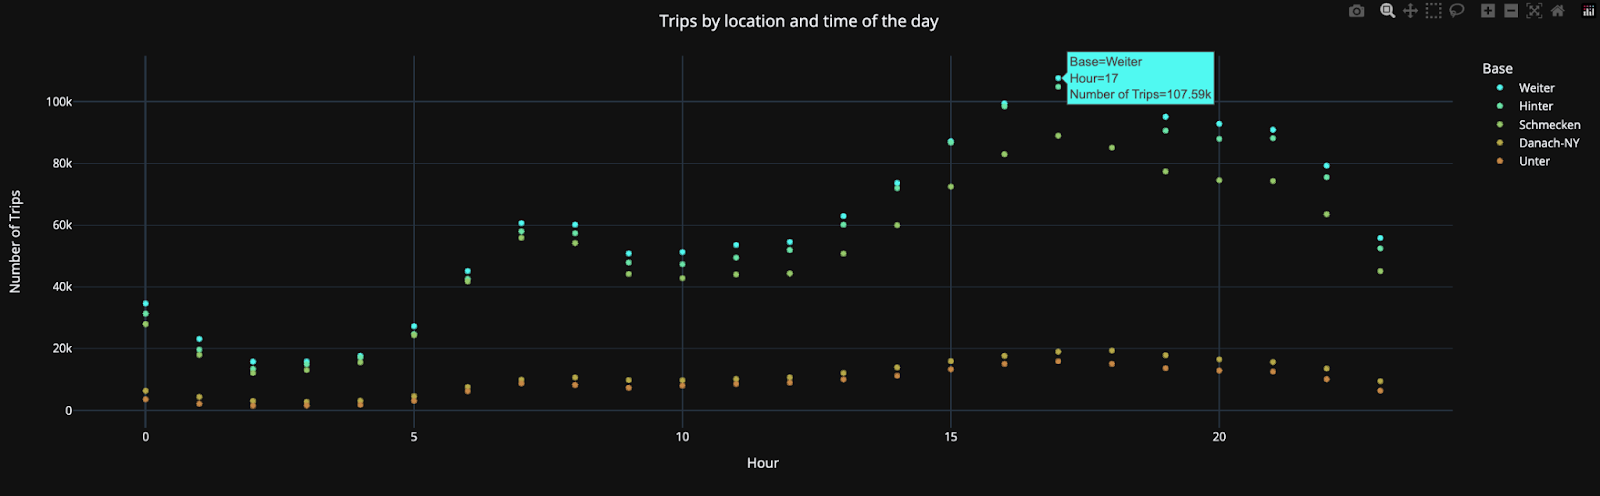 Trips by location and time of the day
Base=Weiter
Hour=17
Number of Trips=107.59k
Base
Weiter
Hinter
Schmecken
Danach-NY
Unter
Number of Trips
100k
80k
60k
40k
20k
0
0 5 10 15 20
Hour